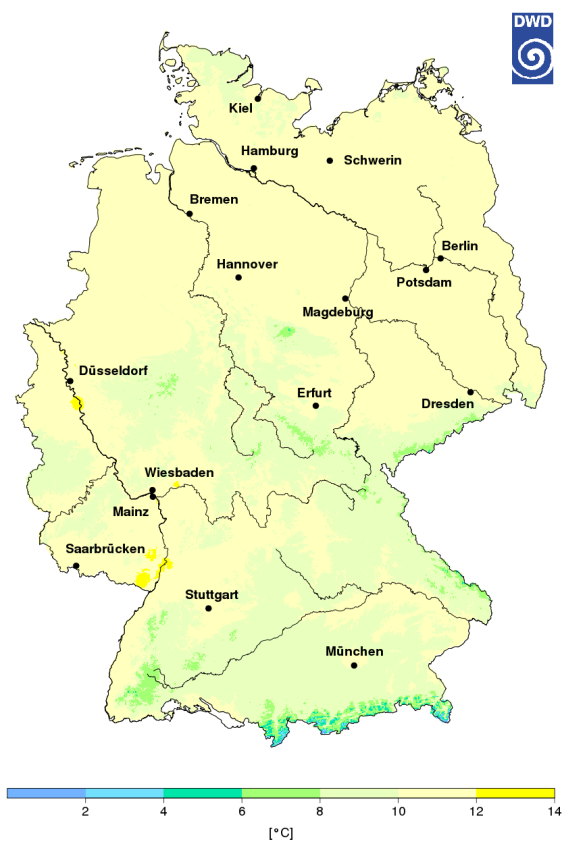 DWD
Kiel
Hamburg
Schwerin
Bremen
Berlin
Hannover
Potsdam
Magdeburg
Düsseldorf
Erfurt
Dresden
Wiesbaden
Mainz
Saarbrücken
Stuttgart
München
2 4 6 8 10 12 14
[°C]